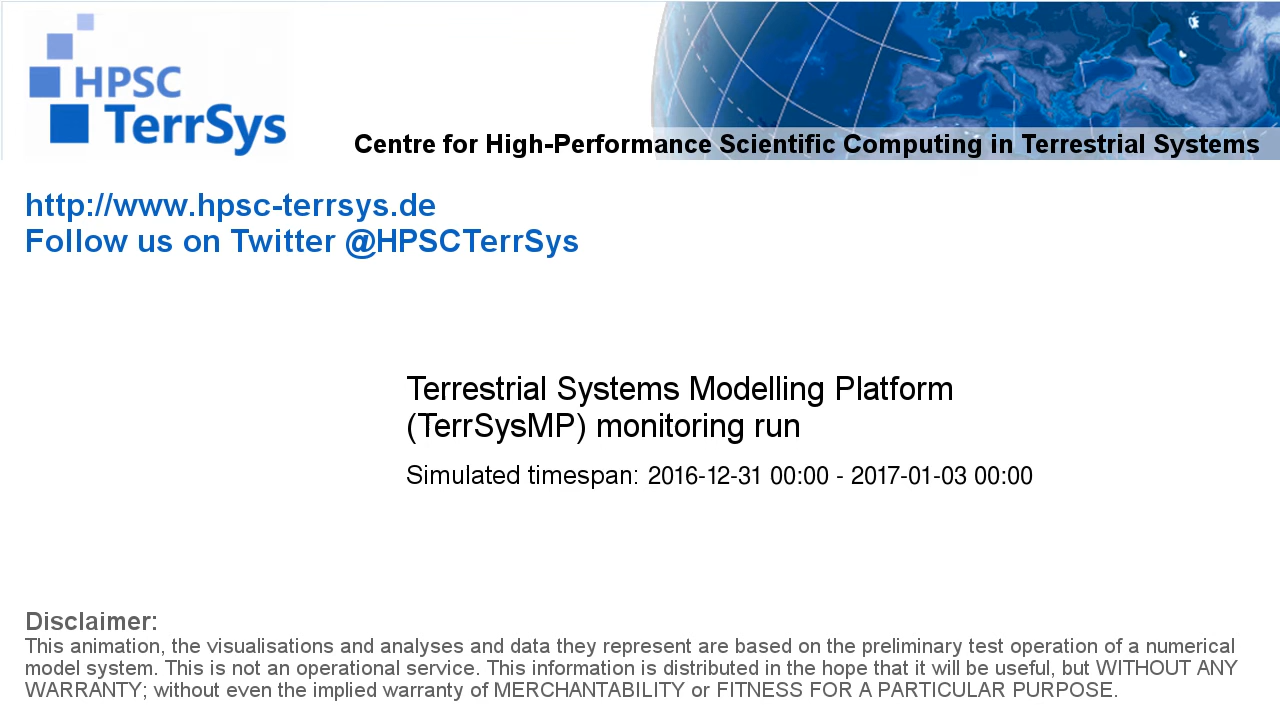 HPSC
TerrSys
Centre for High-Performance Scientific Computing in Terrestrial Systems
http://www.hpsc-terrsys.de
Follow us on Twitter @HPSCTerrSys
Terrestrial Systems Modelling Platform
(TerrSysMP) monitoring run
Simulated timespan: 2016-12-31 00:00 - 2017-01-03 00:00
Disclaimer:
This animation, the visualisations and analyses and data they represent are based on the preliminary test operation of a numerical
model system. This is not an operational service. This information is distributed in the hope that it will be useful, but WITHOUT ANY
WARRANTY; without even the implied warranty of MERCHANTABILITY or FITNESS FOR A PARTICULAR PURPOSE.